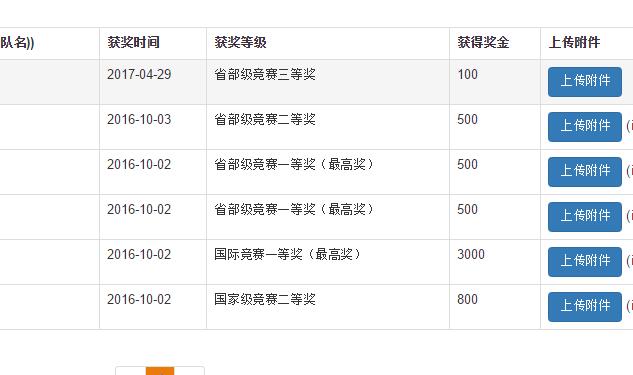 队名)) 获奖时间 获奖等级 获得奖金 上传附件
2017-04-29 省部级竞赛三等奖 100 上传附件
2016-10-03 省部级竞赛二等奖 500 上传附件
2016-10-02 省部级竞赛一等奖（最高奖） 500 上传附件
2016-10-02 省部级竞赛一等奖（最高奖） 500 上传附件
2016-10-02 国际竞赛一等奖（最高奖） 3000 上传附件
2016-10-02 国家级竞赛二等奖 800 上传附件